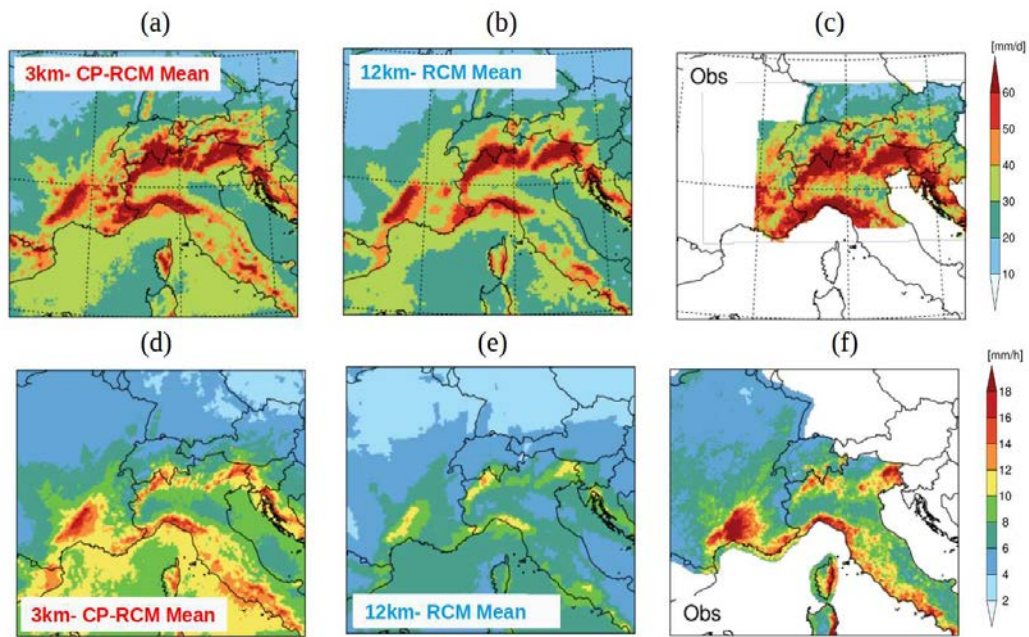 (a)
(b)
(c)
3km- CP-RCM Mean
12km- RCM Mean
Obs
[mm/d]
60
50
40
30
20
10
(d)
(e)
(f)
3km- CP-RCM Mean
12km- RCM Mean
Obs
[mm/h]
18
16
14
12
10
8
6
4
2